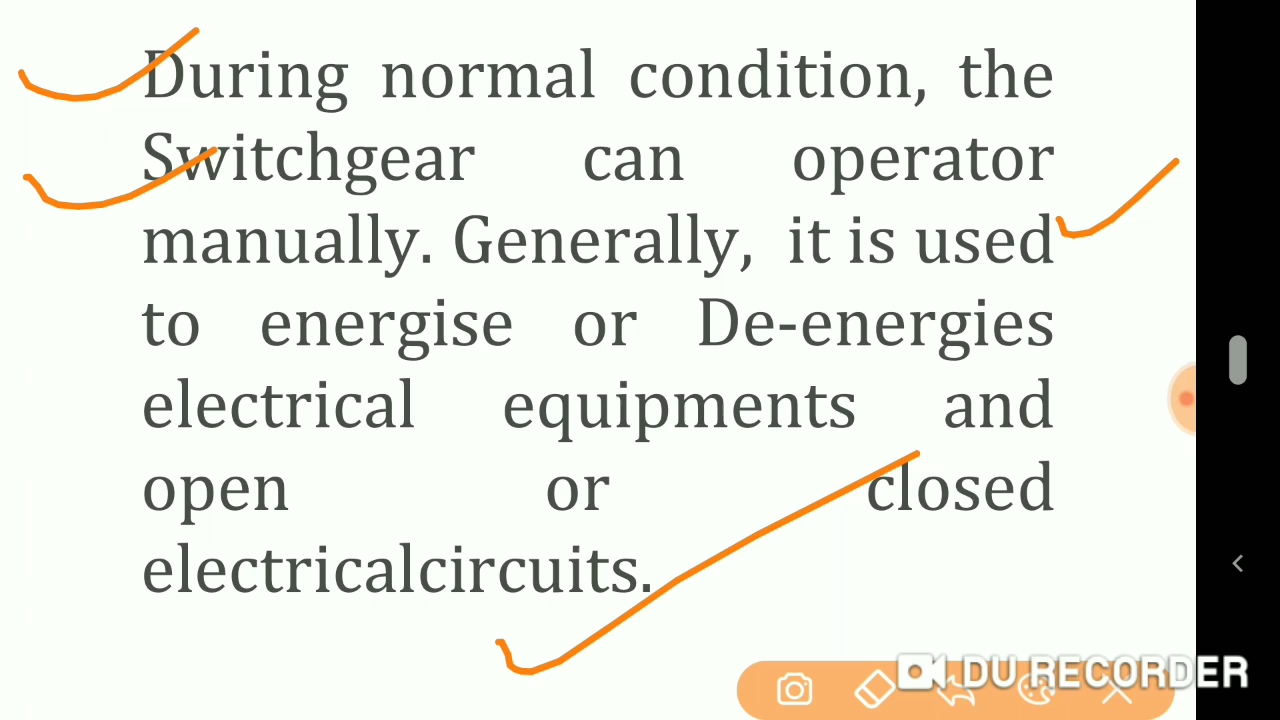 During normal condition, the
Switchgear can operator
manually. Generally, it is used
to energise or De-energies
electrical equipments and
open or closed
electricalcircuits.
DU RECORDER